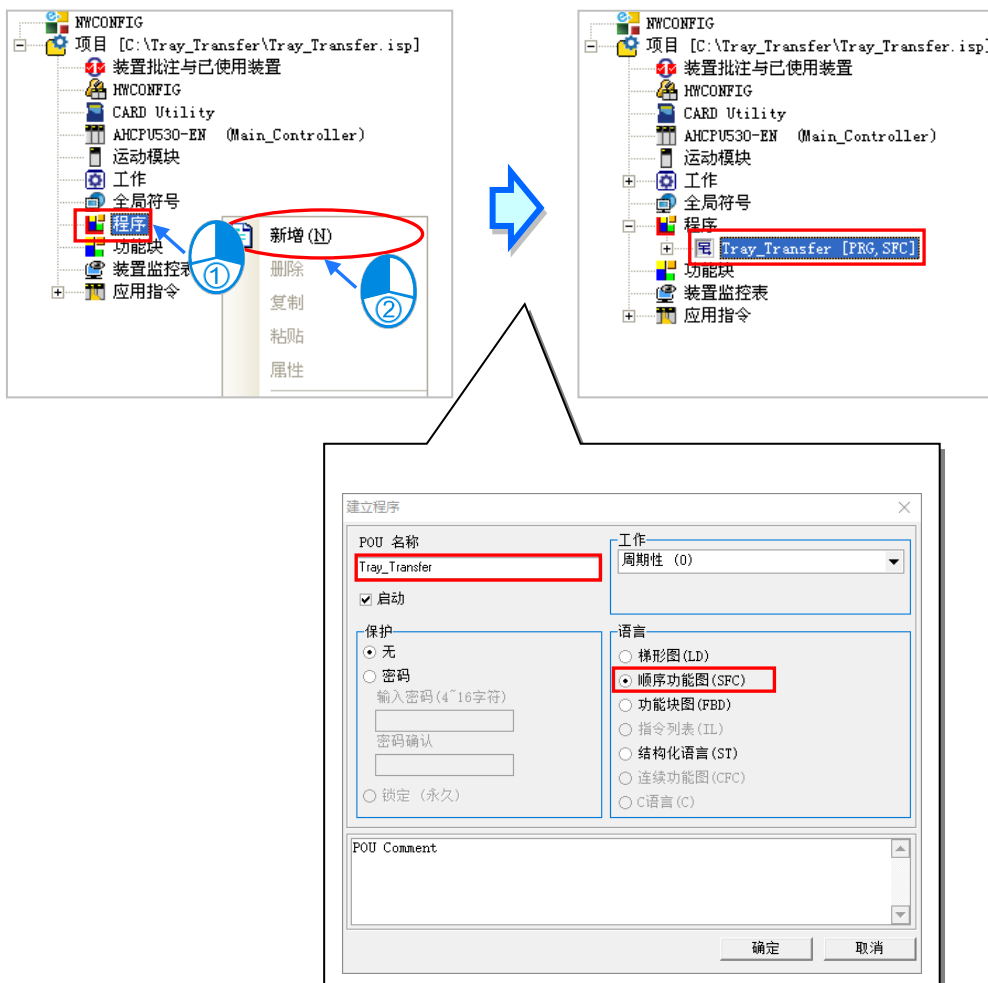 NWCONFIG
项目 [C:\Tray_Transfer\Tray_Transfer.isp]
装置批注与已使用装置
HWCONFIG
CARD Utility
AHCPU530-EN (Main_Controller)
运动模块
工作
全局符号
程序
功能块
装置监控表
应用指令
①
新增(N)
删除
复制
粘贴
属性
②
NWCONFIG
项目 [C:\Tray_Transfer\Tray_Transfer.isp]
装置批注与已使用装置
HWCONFIG
CARD Utility
AHCPU530-EN (Main_Controller)
运动模块
工作
全局符号
程序
Tray_Transfer [PRG,SFC]
功能块
装置监控表
应用指令
建立程序
POU 名称
Tray_Transfer
启动
工作
周期性 (0)
保护
无
密码
输入密码(4~16字符)
密码确认
锁定 (永久)
语言
梯形图(LD)
顺序功能图(SFC)
功能块图(FBD)
指令列表(IL)
结构化语言(ST)
连续功能图(CFC)
C语言(C)
POU Comment
确定
取消